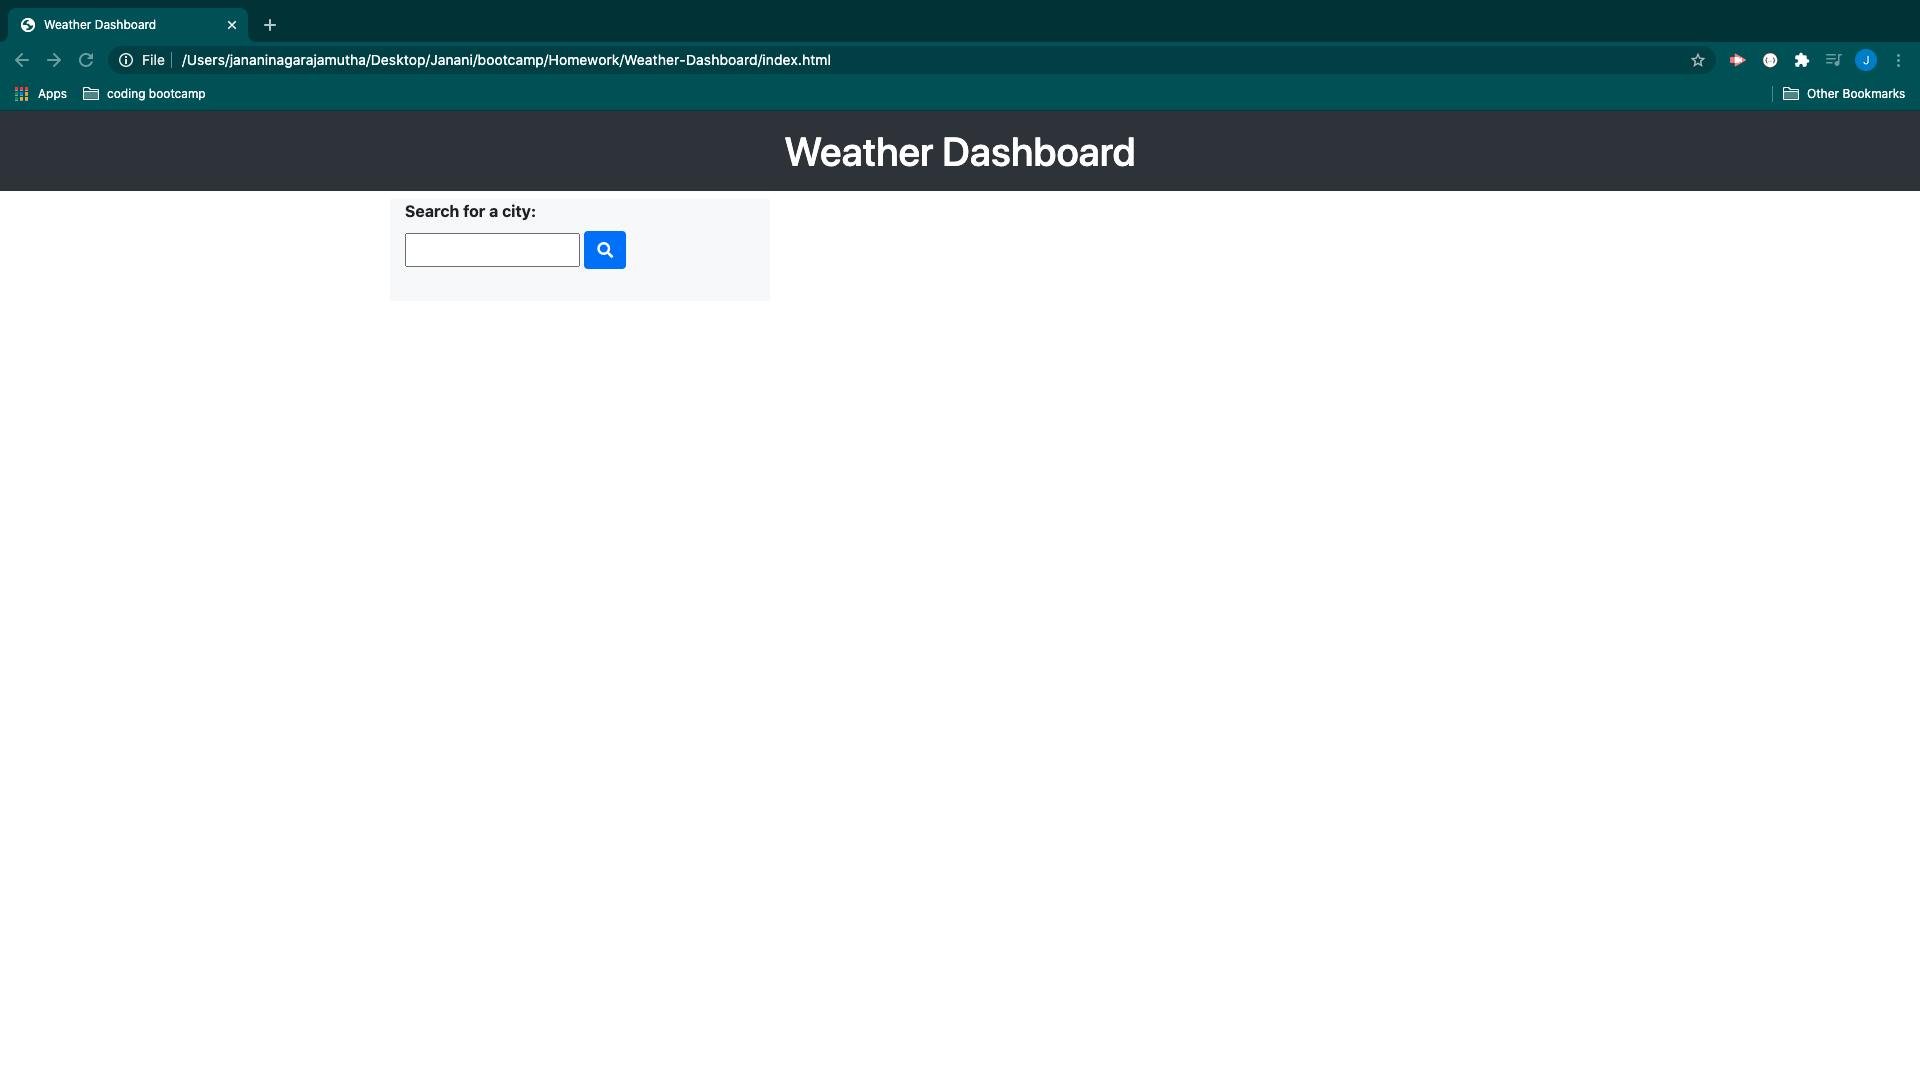 Weather Dashboard
File /Users/jananinagarajamutha/Desktop/Janani/bootcamp/Homework/Weather-Dashboard/index.html
J
Apps coding bootcamp Other Bookmarks
Weather Dashboard
Search for a city: